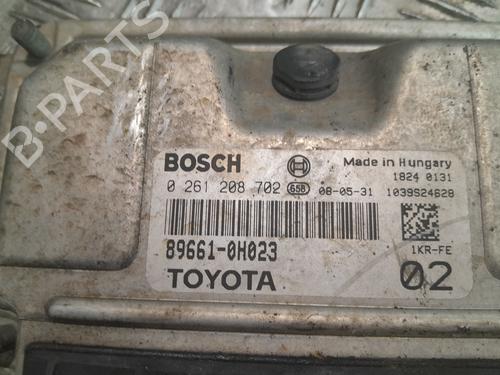 B-PARTS
BOSCH
Made in Hungary
1824 0131
0 261 208 702 658 08-05-31 1039S24628
89661-0H023
1KR-FE
TOYOTA
02